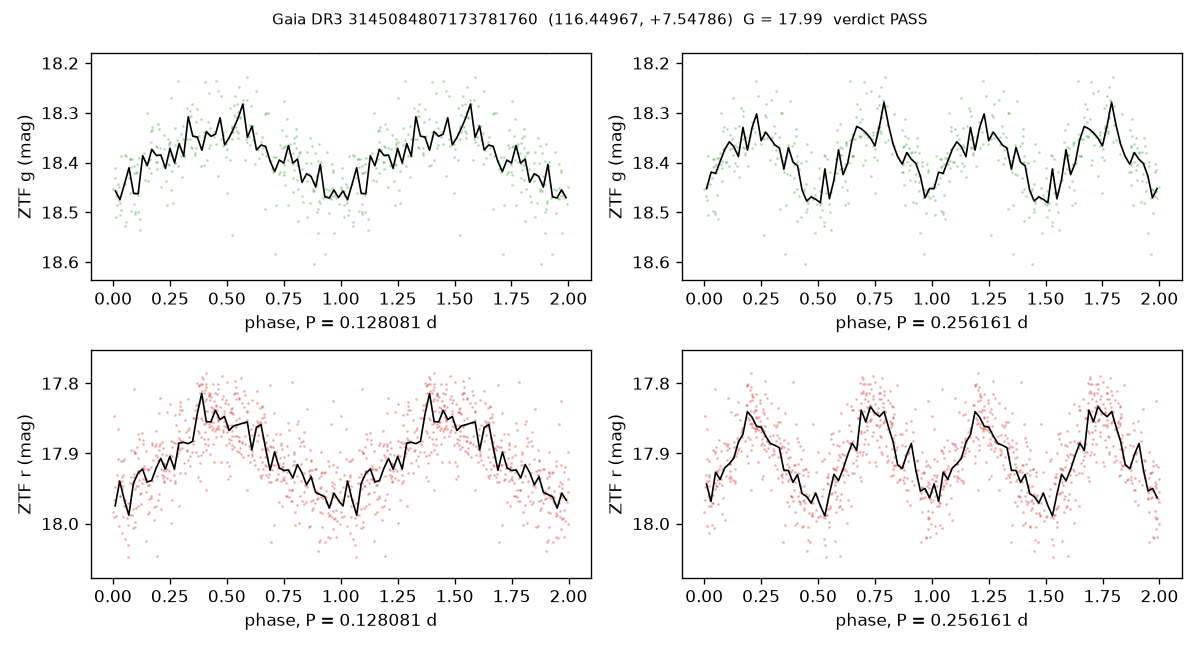 Gaia DR3 3145084807173781760 (116.44967, +7.54786) G = 17.99 verdict PASS
ZTF g (mag)
18.2
18.3
18.4
18.5
18.6
0.00 0.25 0.50 0.75 1.00 1.25 1.50 1.75 2.00
phase, P = 0.128081 d
ZTF g (mag)
18.2
18.3
18.4
18.5
18.6
0.00 0.25 0.50 0.75 1.00 1.25 1.50 1.75 2.00
phase, P = 0.256161 d
ZTF r (mag)
17.8
17.9
18.0
0.00 0.25 0.50 0.75 1.00 1.25 1.50 1.75 2.00
phase, P = 0.128081 d
ZTF r (mag)
17.8
17.9
18.0
0.00 0.25 0.50 0.75 1.00 1.25 1.50 1.75 2.00
phase, P = 0.256161 d